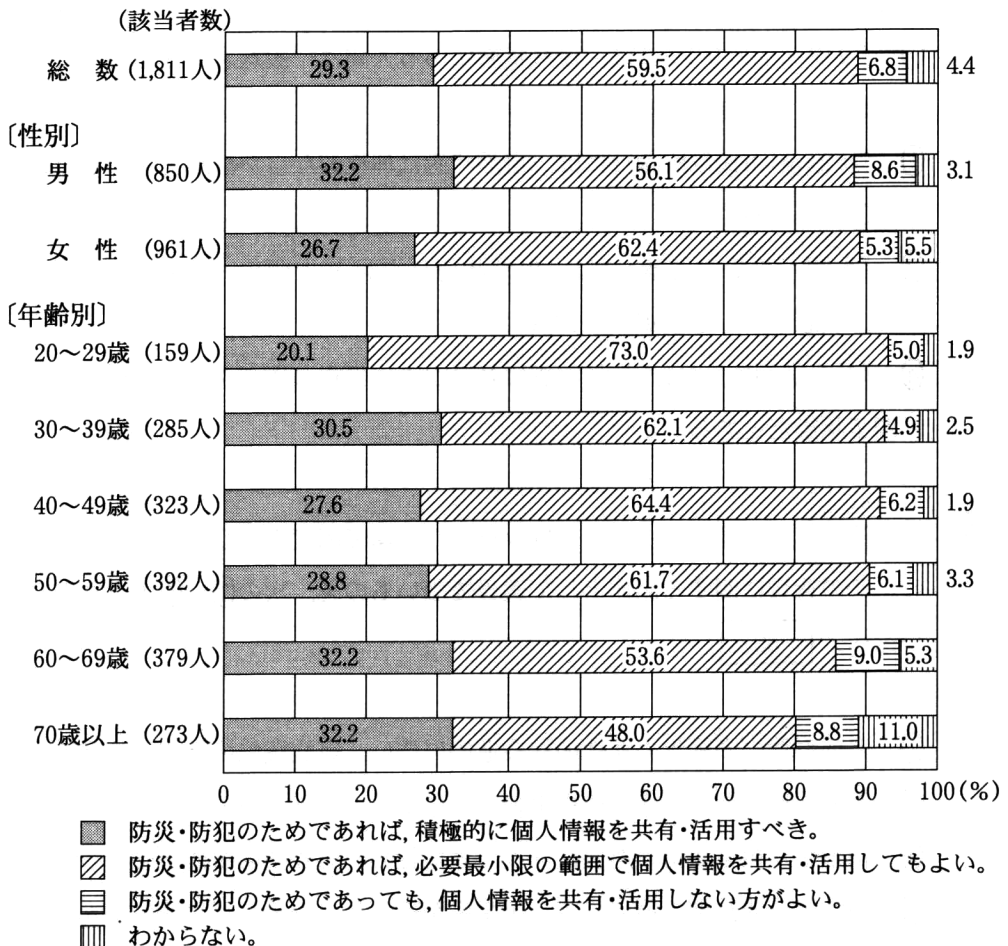 (該当者数)
総 数 (1,811人) 29.3 59.5 6.8 4.4
〔性別〕
男 性 (850人) 32.2 56.1 8.6 3.1
女 性 (961人) 26.7 62.4 5.3 5.5
〔年齢別〕
20～29歳 (159人) 20.1 73.0 5.0 1.9
30～39歳 (285人) 30.5 62.1 4.9 2.5
40～49歳 (323人) 27.6 64.4 6.2 1.9
50～59歳 (392人) 28.8 61.7 6.1 3.3
60～69歳 (379人) 32.2 53.6 9.0 5.3
70歳以上 (273人) 32.2 48.0 8.8 11.0
0 10 20 30 40 50 60 70 80 90 100(%)
防災・防犯のためであれば,積極的に個人情報を共有・活用すべき。
防災・防犯のためであれば,必要最小限の範囲で個人情報を共有・活用してもよい。
防災・防犯のためであっても,個人情報を共有・活用しない方がよい。
わからない。